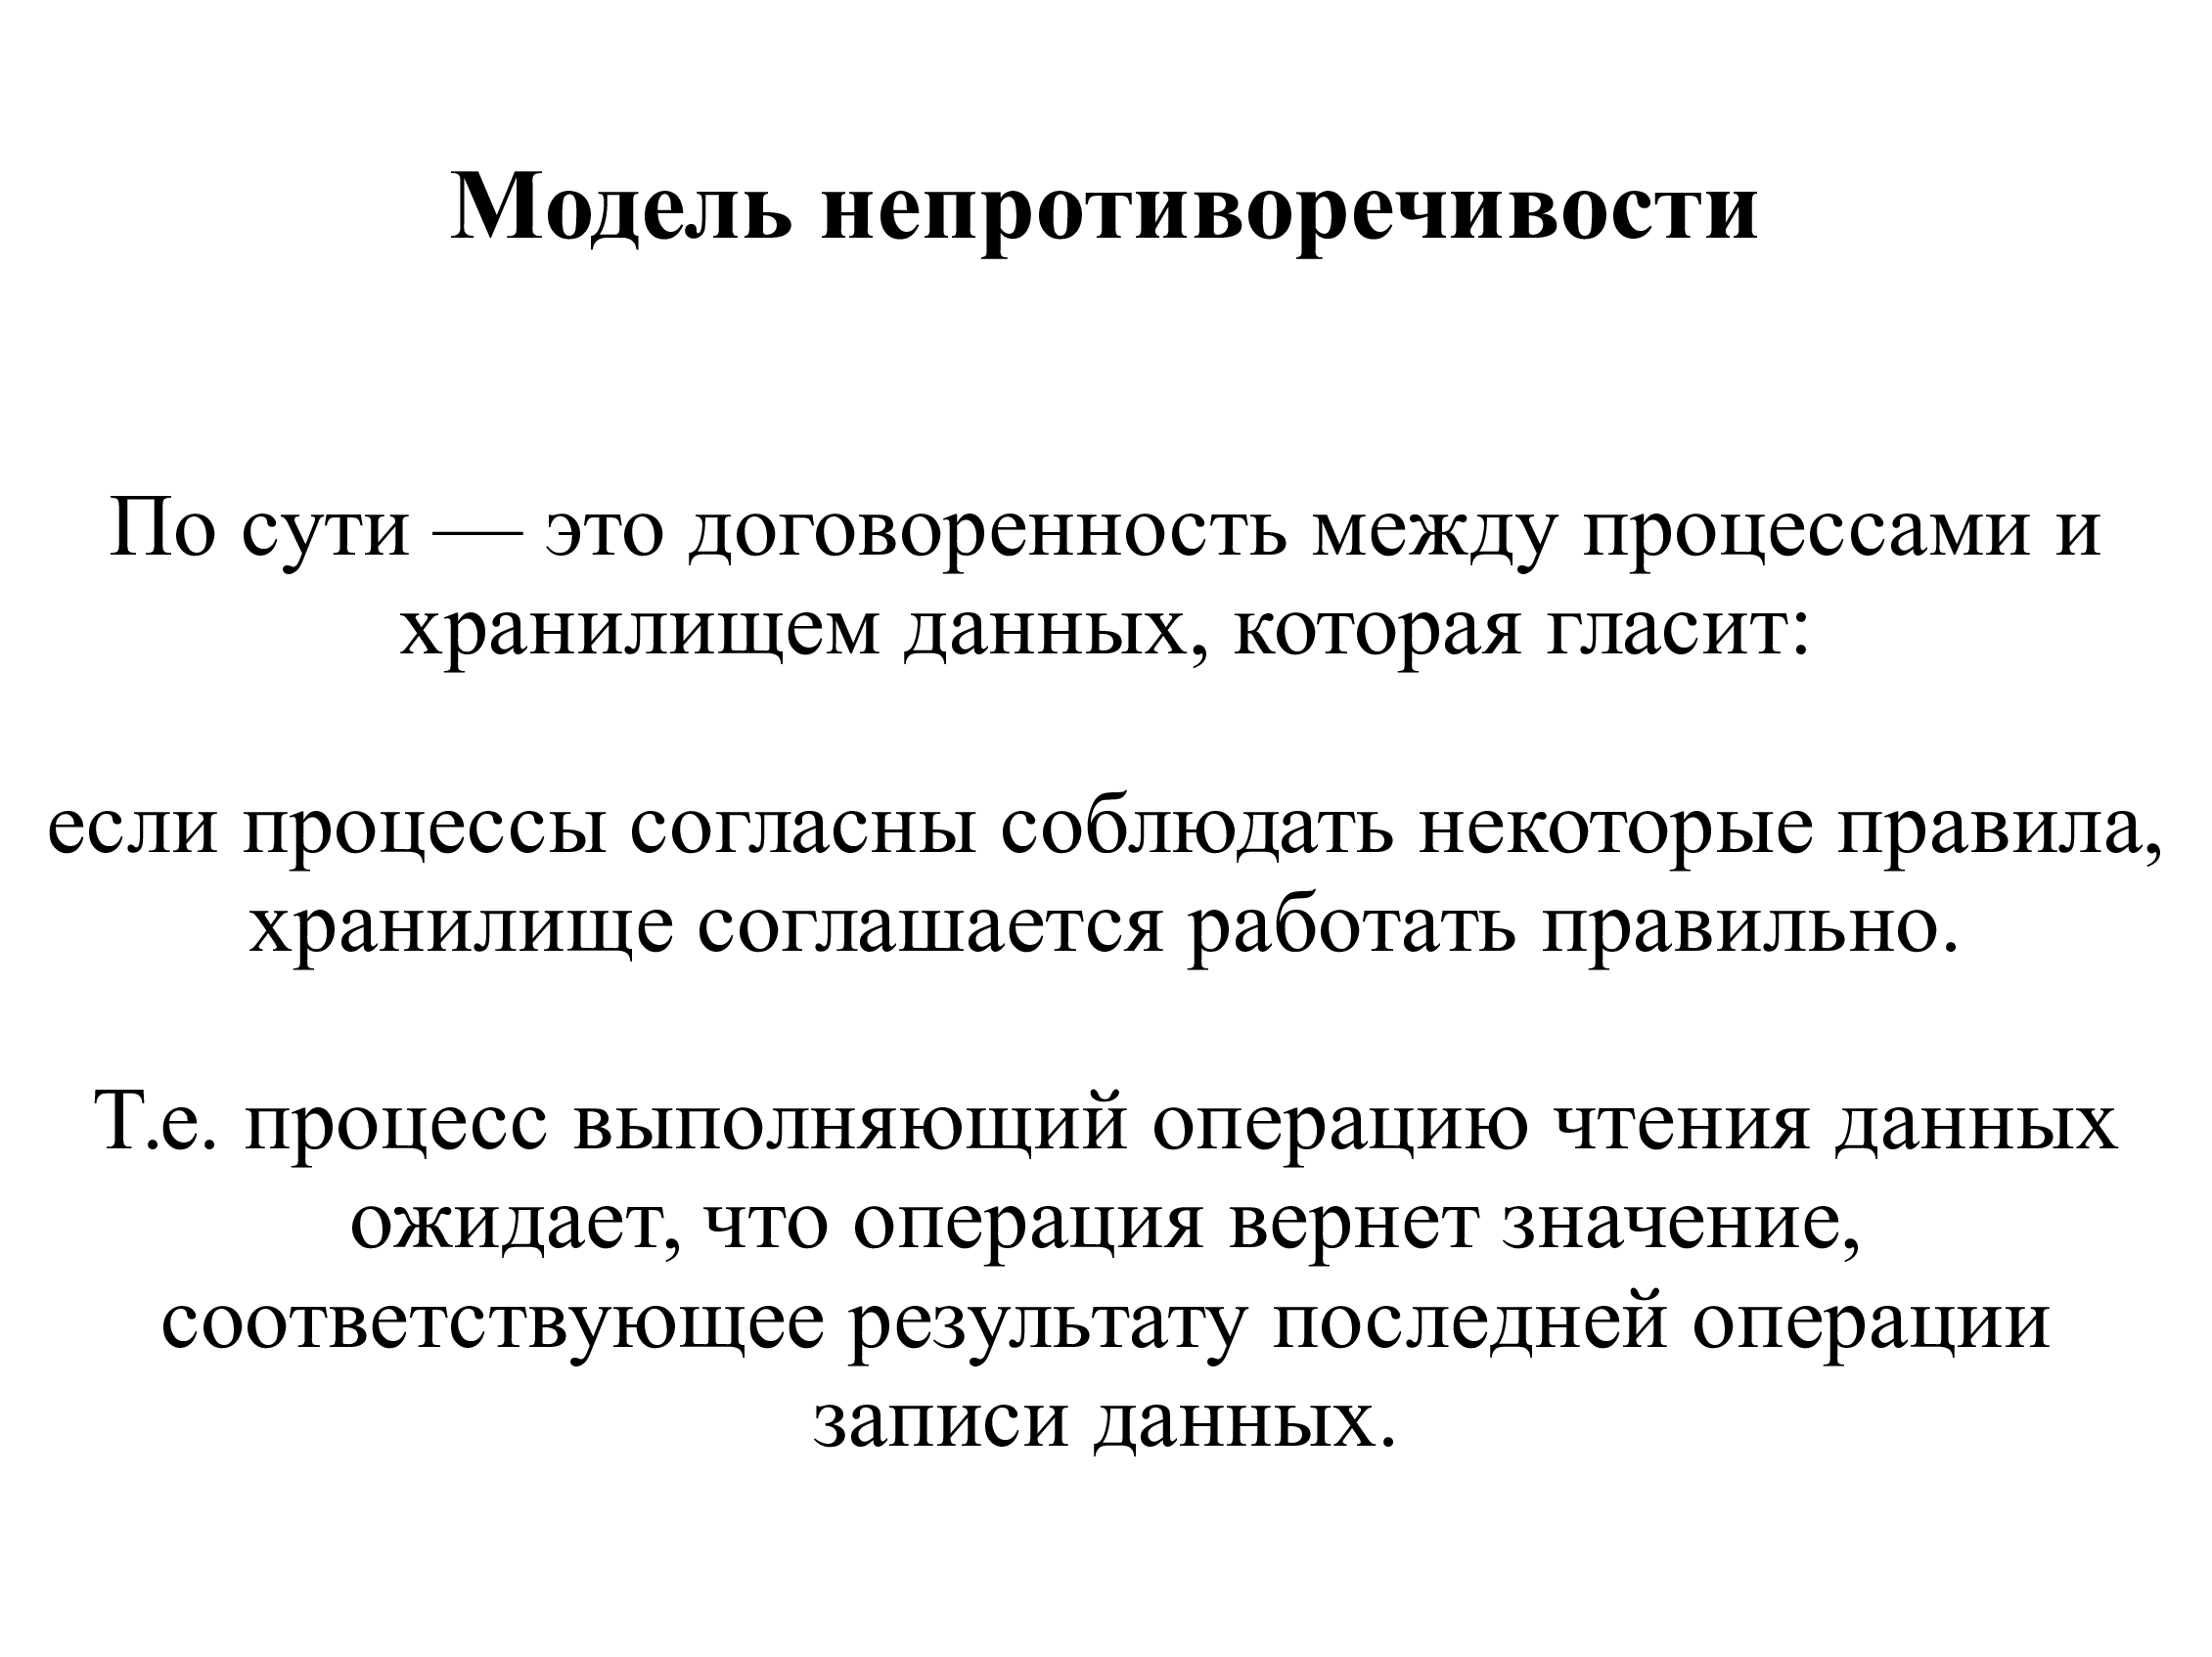 Модель непротиворечивости
По сути — это договоренность между процессами и
хранилищем данных, которая гласит:
если процессы согласны соблюдать некоторые правила,
хранилище соглашается работать правильно.
Т.е. процесс выполняющий операцию чтения данных
ожидает, что операция вернет значение,
соответствующее результату последней операции
записи данных.